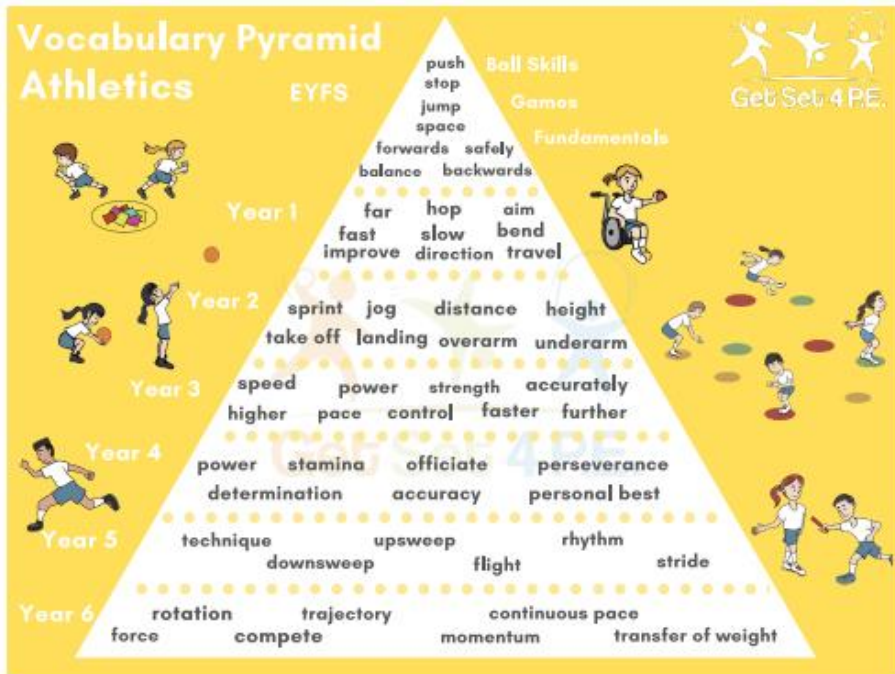 Vocabulary Pyramid
Athletics
Get Set 4 P.E.
EYFS
Ball Skills
Games
Fundamentals
push
stop
jump
space
forwards safely
balance backwards
Year 1
far hop aim
fast slow bend
improve direction travel
Year 2
sprint jog distance height
take off landing overarm underarm
Year 3
speed power strength accurately
higher pace control faster further
Get Set 4 P.E.
Year 4
power stamina officiate perseverance
determination accuracy personal best
Year 5
technique upsweep rhythm
downsweep flight stride
Year 6
rotation trajectory continuous pace
force compete momentum transfer of weight